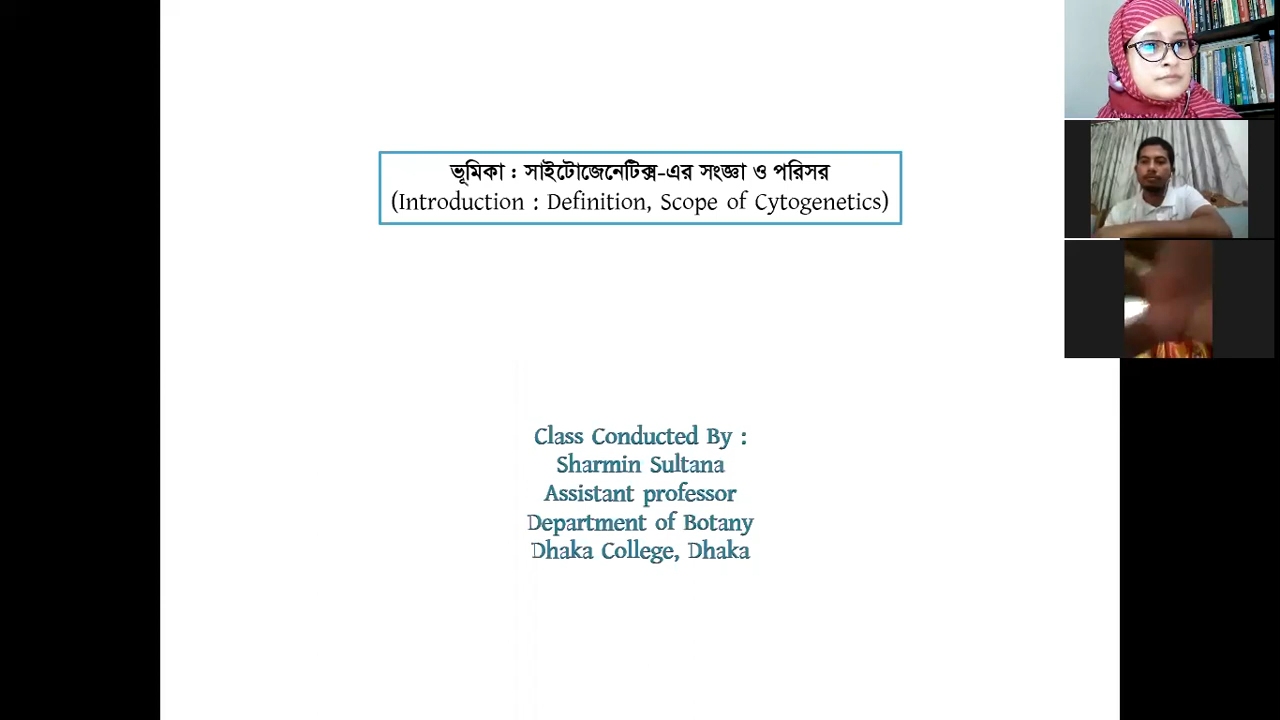 ভূমিকা : সাইটোজেনেটিক্স-এর সংজ্ঞা ও পরিসর
(Introduction : Definition, Scope of Cytogenetics)
Class Conducted By :
Sharmin Sultana
Assistant professor
Department of Botany
Dhaka College, Dhaka